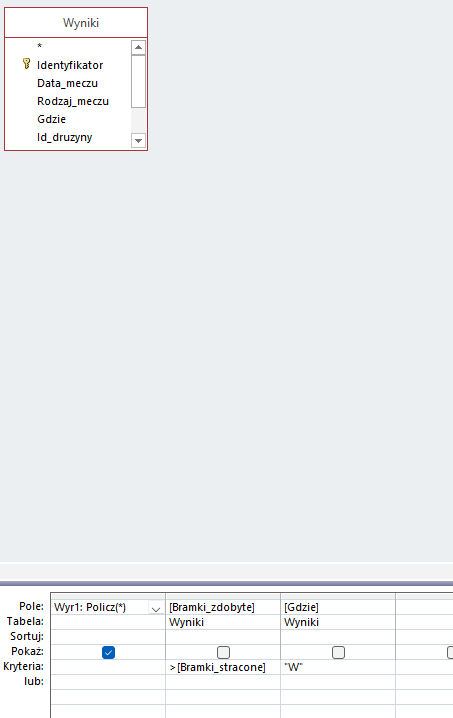 Wyniki
*
Identyfikator
Data_meczu
Rodzaj_meczu
Gdzie
Id_druzyny
Pole: Wyr1: Policz(*) [Bramki_zdobyte] [Gdzie]
Tabela: Wyniki Wyniki
Sortuj:
Pokaż:
Kryteria: >[Bramki_stracone] "W"
lub: